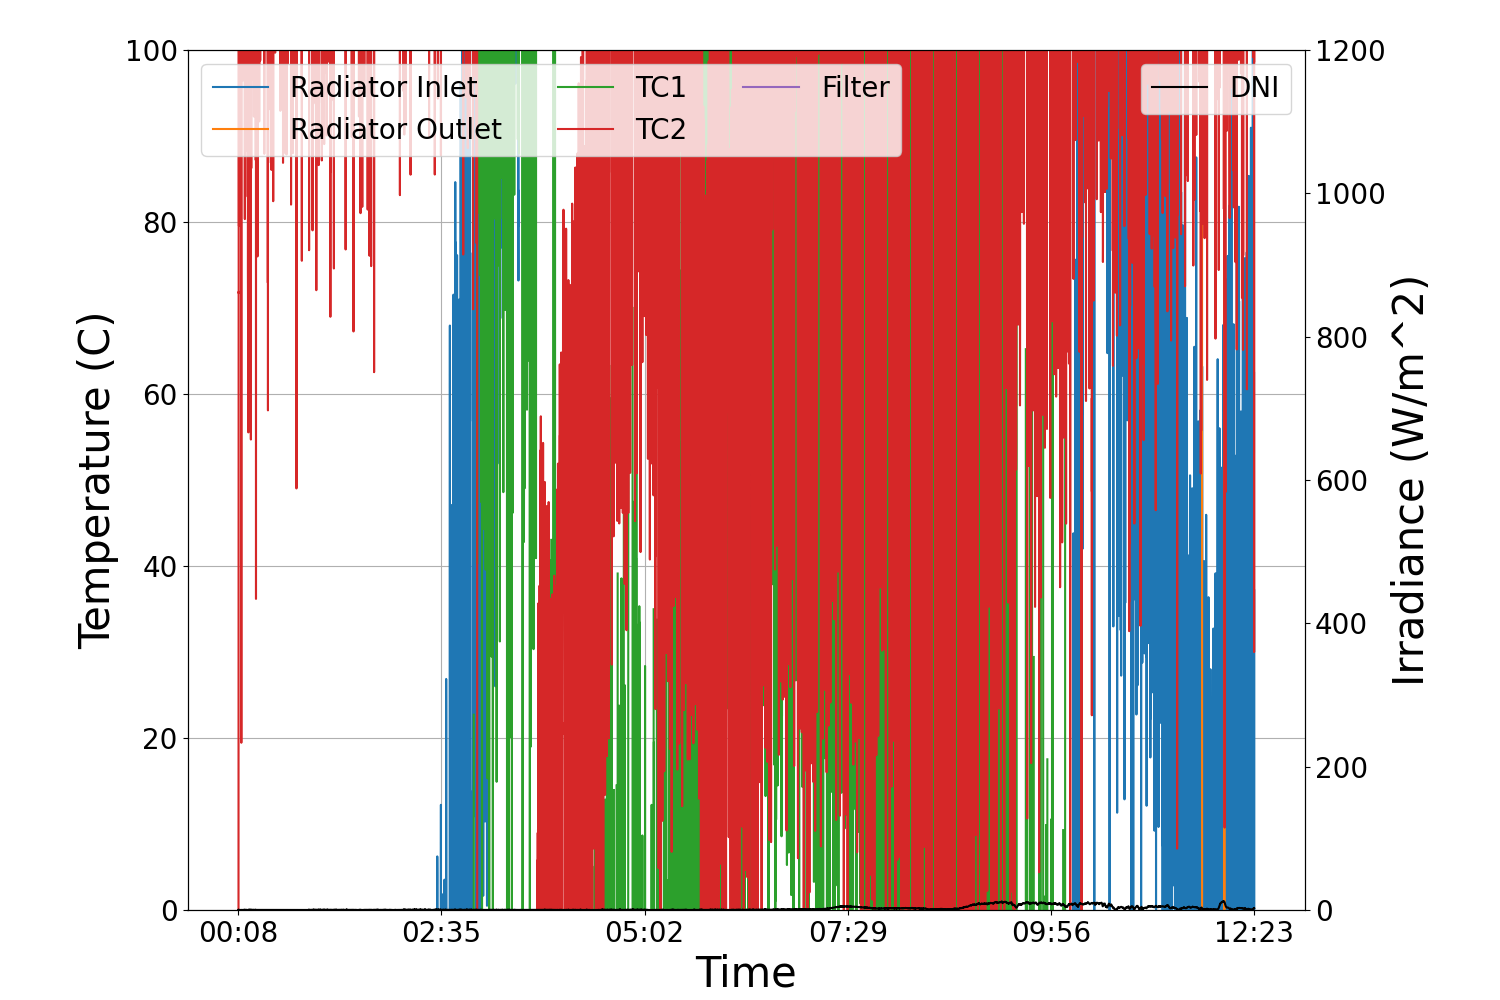 100
80
60
40
20
0
Temperature (C)
Radiator Inlet
Radiator Outlet
TC1
TC2
Filter
DNI
1200
1000
800
600
400
200
0
Irradiance (W/m^2)
00:08 02:35 05:02 07:29 09:56 12:23
Time